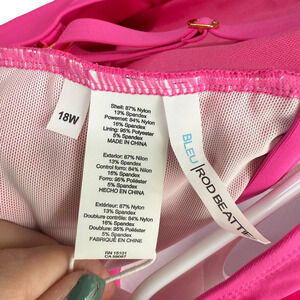 18W
Shell: 87% Nylon
13% Spandex
Powernet: 84% Nylon
16% Spandex
Lining: 95% Polyester
5% Spandex
MADE IN CHINA
Exterior: 87% Nilon
13% Spandex
Control forro: 84% Nilon
16% Spandex
Forro: 95% Poliéster
5% Spandex
HECHO EN CHINA
Extérieur: 87% Nylon
13% Spandex
Doublure contrôle: 84% Nylon
16% Spandex
Doublure: 95% Polyester
5% Spandex
FABRIQUÉ EN CHINE
RN 15101
BLEU | ROD BEATTIE